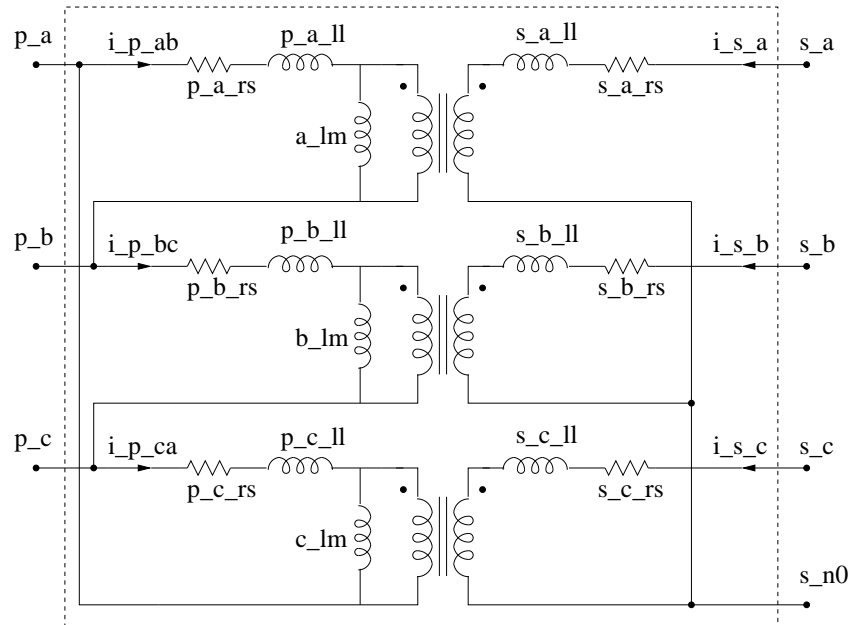 p_a
i_p_ab
p_a_ll
s_a_ll
i_s_a
s_a
p_a_rs
s_a_rs
a_lm
p_b
i_p_bc
p_b_ll
s_b_ll
i_s_b
s_b
p_b_rs
s_b_rs
b_lm
p_c
i_p_ca
p_c_ll
s_c_ll
i_s_c
s_c
p_c_rs
s_c_rs
c_lm
s_n0